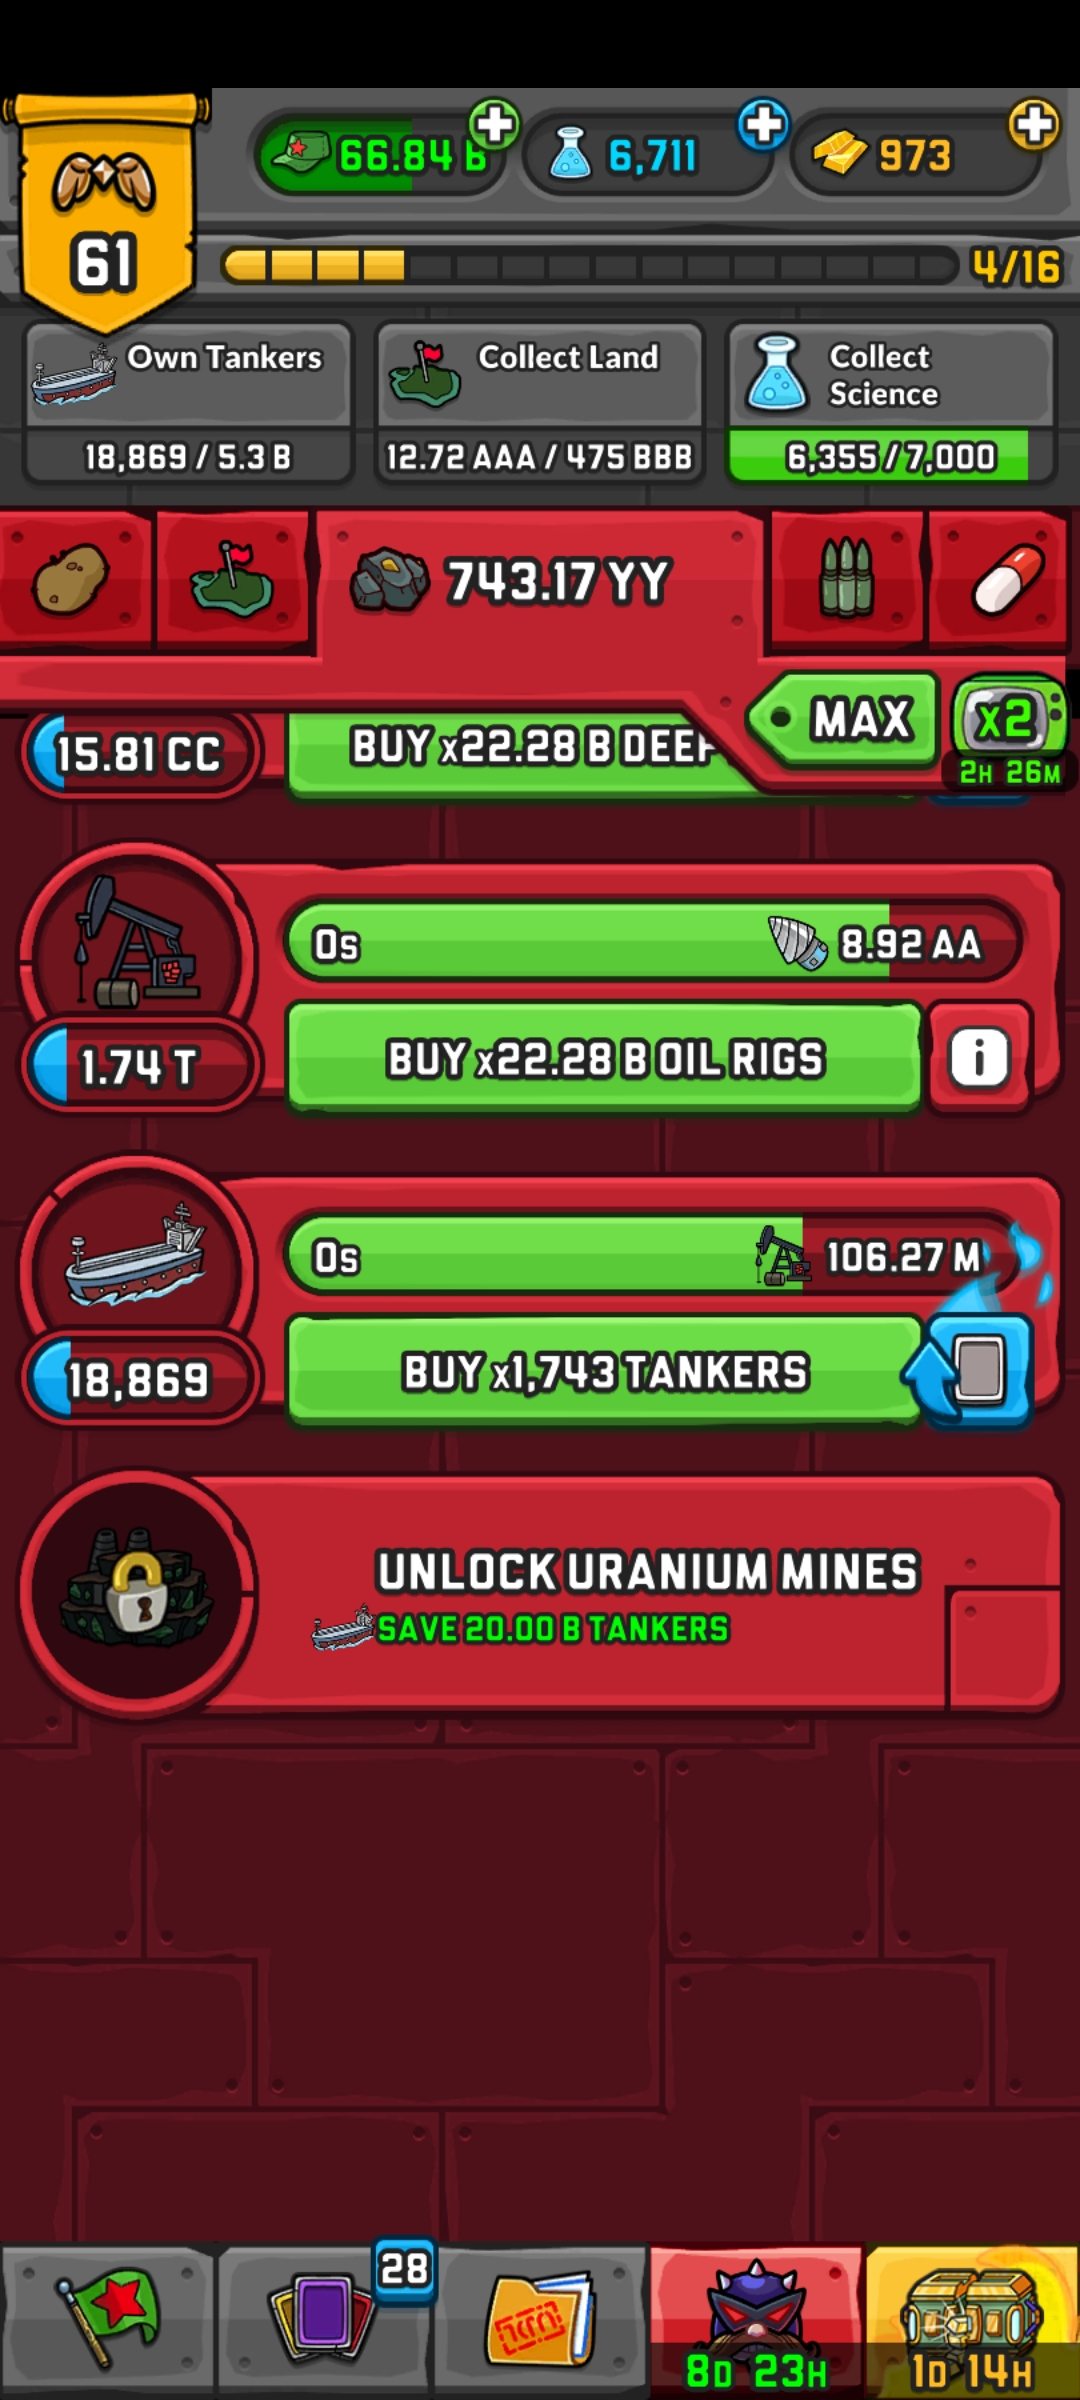 66.84 B
6,711
973
61
4/16
Own Tankers
18,869 / 5.3 B
Collect Land
12.72 AAA / 475 BBB
Collect
Science
6,355 / 7,000
743.17 YY
MAX
x2
2H 26M
15.81 CC
BUY x22.28 B DEEP
0s
8.92 AA
1.74 T
BUY x22.28 B OIL RIGS
i
0s
106.27 M
18,869
BUY x1,743 TANKERS
UNLOCK URANIUM MINES
SAVE 20.00 B TANKERS
28
8D 23H
1D 14H